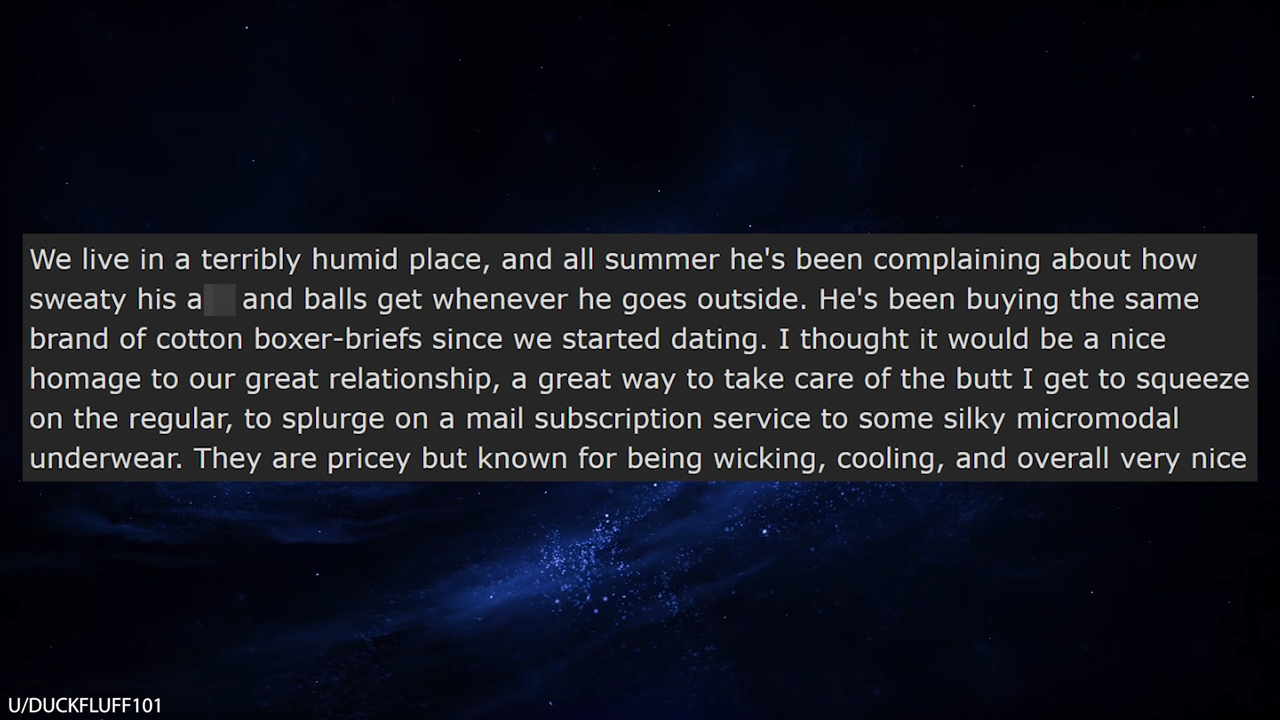 We live in a terribly humid place, and all summer he's been complaining about how
sweaty his a and balls get whenever he goes outside. He's been buying the same
brand of cotton boxer-briefs since we started dating. I thought it would be a nice
homage to our great relationship, a great way to take care of the butt I get to squeeze
on the regular, to splurge on a mail subscription service to some silky micromodal
underwear. They are pricey but known for being wicking, cooling, and overall very nice
U/DUCKFLUFF101